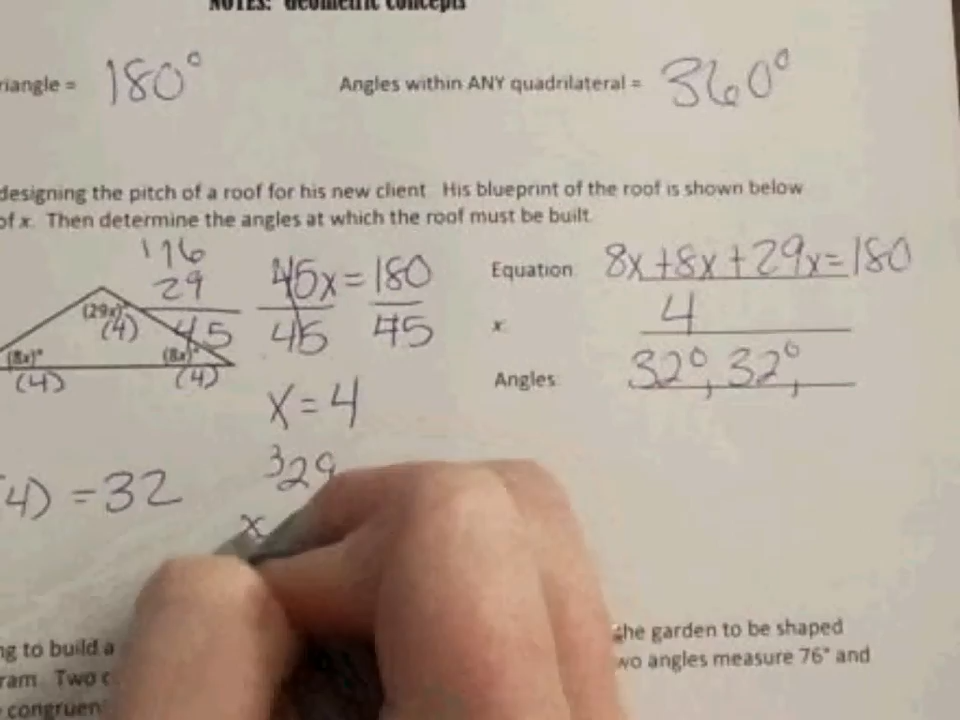 NOTES: Geometric Concepts
riangle = 180° Angles within ANY quadrilateral = 360°
designing the pitch of a roof for his new client His blueprint of the roof is shown below
of x. Then determine the angles at which the roof must be built.
116
29
45
(29x)
(4)
(8x)°
(4)
(8x)°
(4)
45x = 180
45 45
x = 4
Equation 8x + 8x + 29x = 180
x 4
Angles 32°, 32°,
4) = 32
3 29
x
ng to build a the garden to be shaped
ram. Two wo angles measure 76° and
congruen